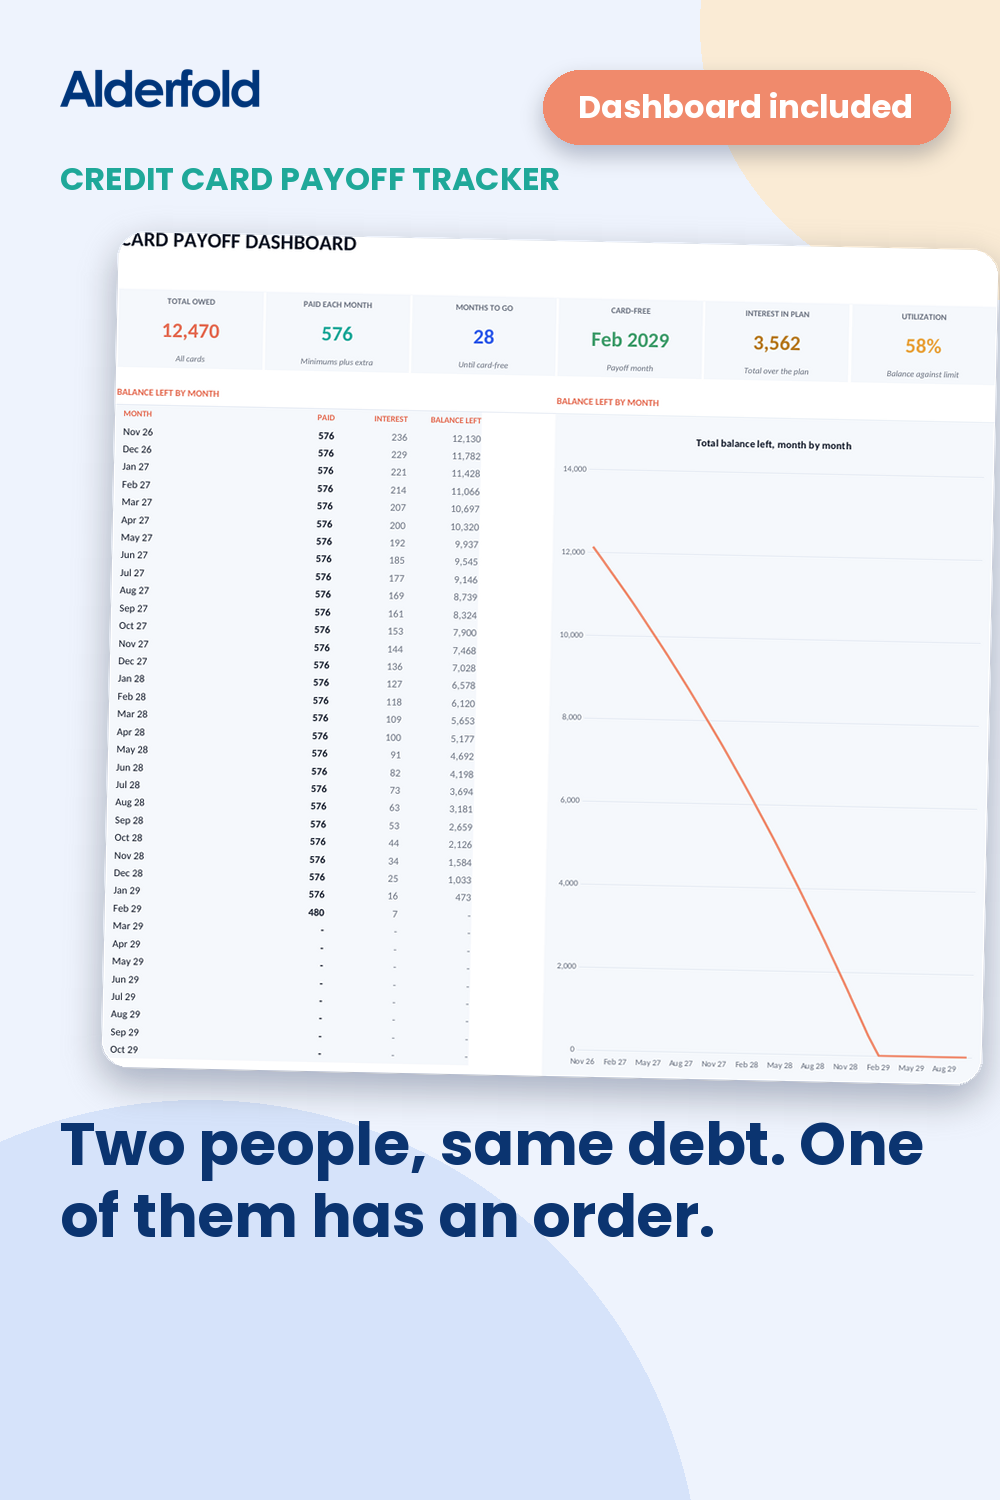 Alderfold
Dashboard included
CREDIT CARD PAYOFF TRACKER
CARD PAYOFF DASHBOARD
TOTAL OWED
12,470
All cards
PAID EACH MONTH
576
Minimums plus extra
MONTHS TO GO
28
Until card-free
CARD-FREE
Feb 2029
Payoff month
INTEREST IN PLAN
3,562
Total over the plan
UTILIZATION
58%
Balance against limit
BALANCE LEFT BY MONTH
MONTH PAID INTEREST BALANCE LEFT
Nov 26 576 236 12,130
Dec 26 576 229 11,782
Jan 27 576 221 11,428
Feb 27 576 214 11,066
Mar 27 576 207 10,697
Apr 27 576 200 10,320
May 27 576 192 9,937
Jun 27 576 185 9,545
Jul 27 576 177 9,146
Aug 27 576 169 8,739
Sep 27 576 161 8,324
Oct 27 576 153 7,900
Nov 27 576 144 7,468
Dec 27 576 136 7,028
Jan 28 576 127 6,578
Feb 28 576 118 6,120
Mar 28 576 109 5,653
Apr 28 576 100 5,177
May 28 576 91 4,692
Jun 28 576 82 4,198
Jul 28 576 73 3,694
Aug 28 576 63 3,181
Sep 28 576 53 2,659
Oct 28 576 44 2,126
Nov 28 576 34 1,584
Dec 28 576 25 1,033
Jan 29 576 16 473
Feb 29 480 7 -
Mar 29 - - -
Apr 29 - - -
May 29 - - -
Jun 29 - - -
Jul 29 - - -
Aug 29 - - -
Sep 29 - - -
Oct 29 - - -
BALANCE LEFT BY MONTH
Total balance left, month by month
14,000
12,000
10,000
8,000
6,000
4,000
2,000
0
Nov 26 Feb 27 May 27 Aug 27 Nov 27 Feb 28 May 28 Aug 28 Nov 28 Feb 29 May 29 Aug 29
Two people, same debt. One
of them has an order.